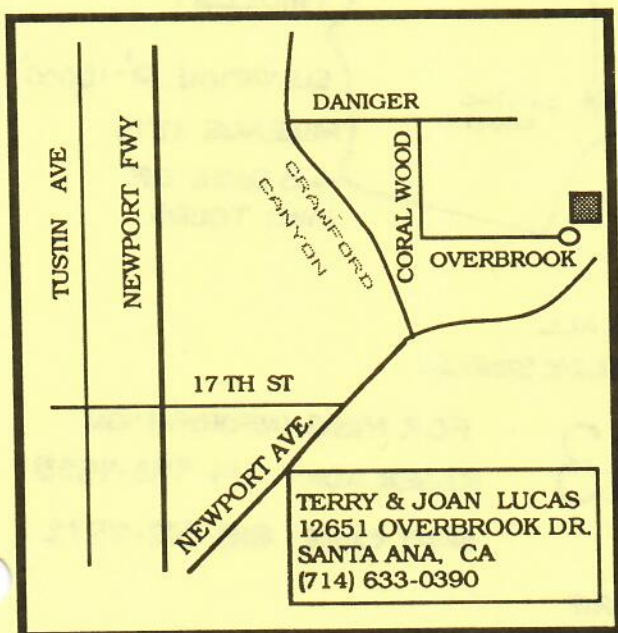 DANIGER
TUSTIN AVE
NEWPORT FWY
CRAWFORD
CANYON
CORAL WOOD
OVERBROOK
17 TH ST
NEWPORT AVE.
TERRY & JOAN LUCAS
12651 OVERBROOK DR.
SANTA ANA, CA
(714) 633-0390